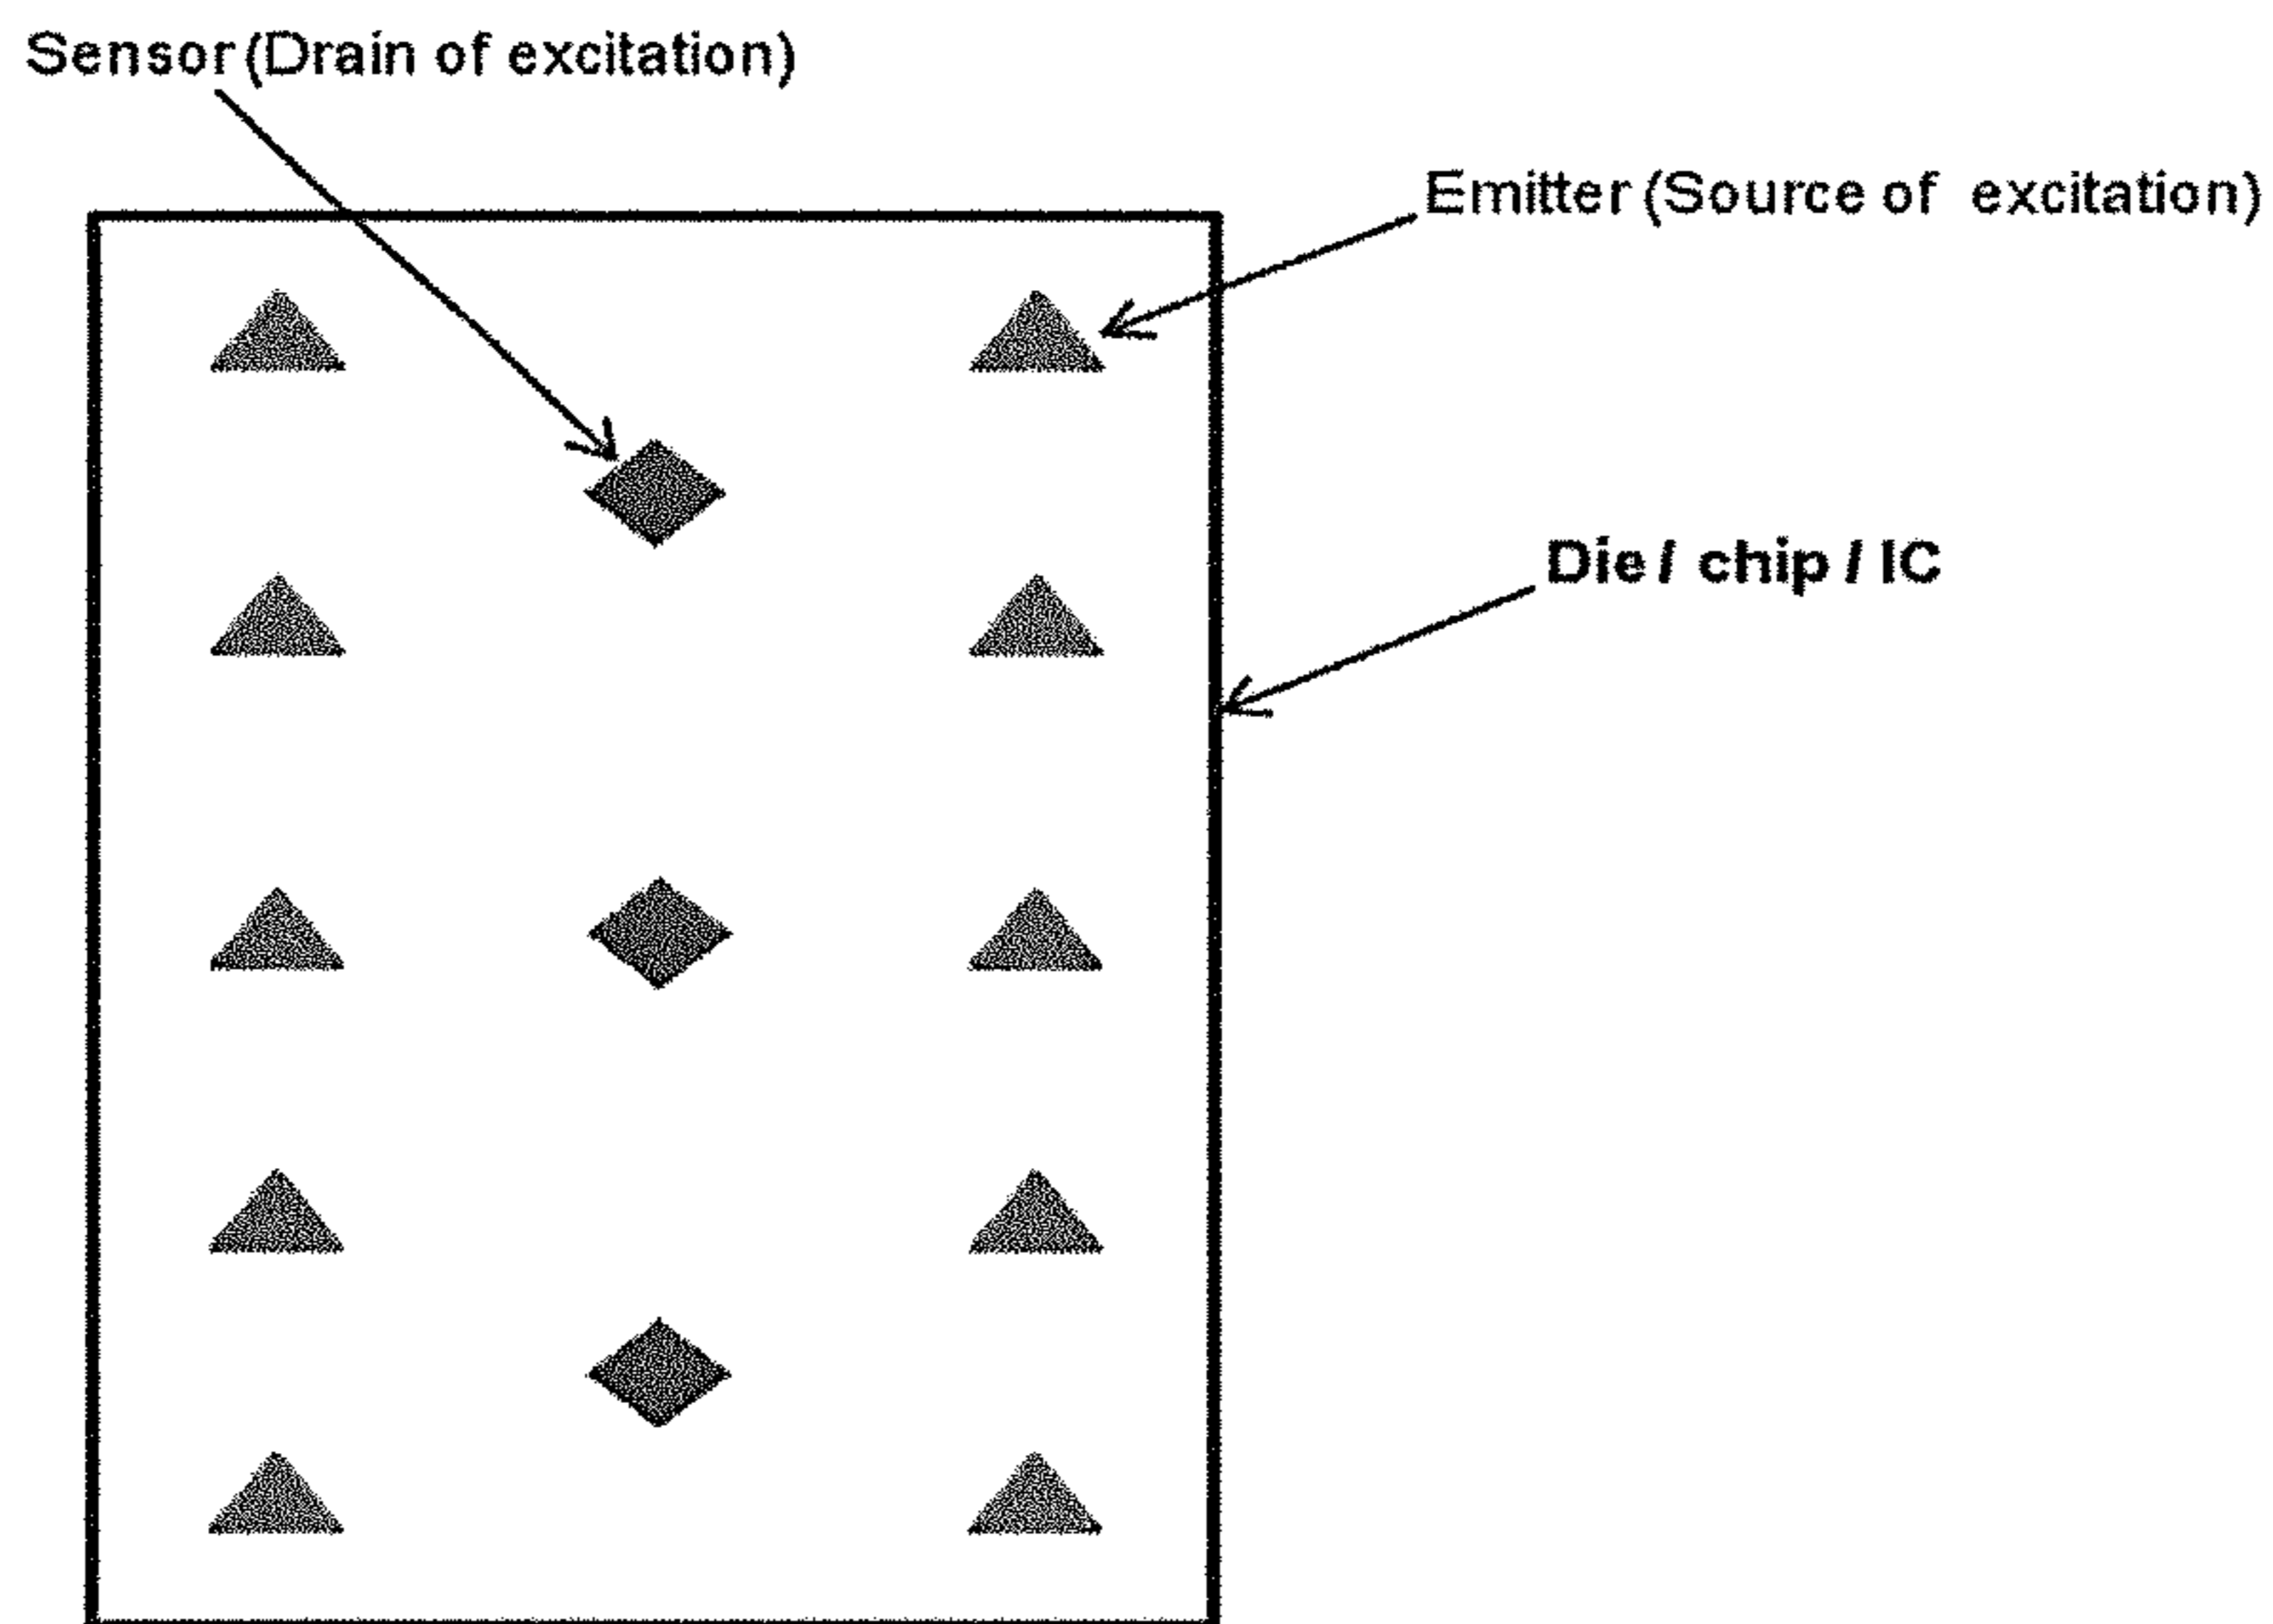 Sensor (Drain of excitation)
Emitter (Source of excitation)
Die / chip / IC